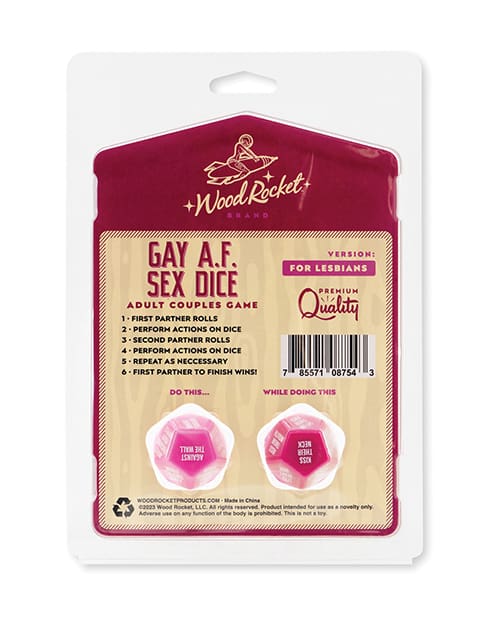 Wood Rocket
BRAND
GAY A.F.
SEX DICE
ADULT COUPLES GAME
VERSION:
FOR LESBIANS
PREMIUM
Quality
1 • FIRST PARTNER ROLLS
2 • PERFORM ACTIONS ON DICE
3 • SECOND PARTNER ROLLS
4 • PERFORM ACTIONS ON DICE
5 • REPEAT AS NECCESSARY
6 • FIRST PARTNER TO FINISH WINS!
7 85571 08754 3
DO THIS...
WHILE DOING THIS
AGAINST
THE WALL
KISS
THEIR
NECK
WOODROCKETPRODUCTS.COM • Made in China
©2023 Wood Rocket, LLC. All Rights Reserved. Product intended for use as a novelty only.
Adverse use on any function of the body is prohibited. This is not a toy.